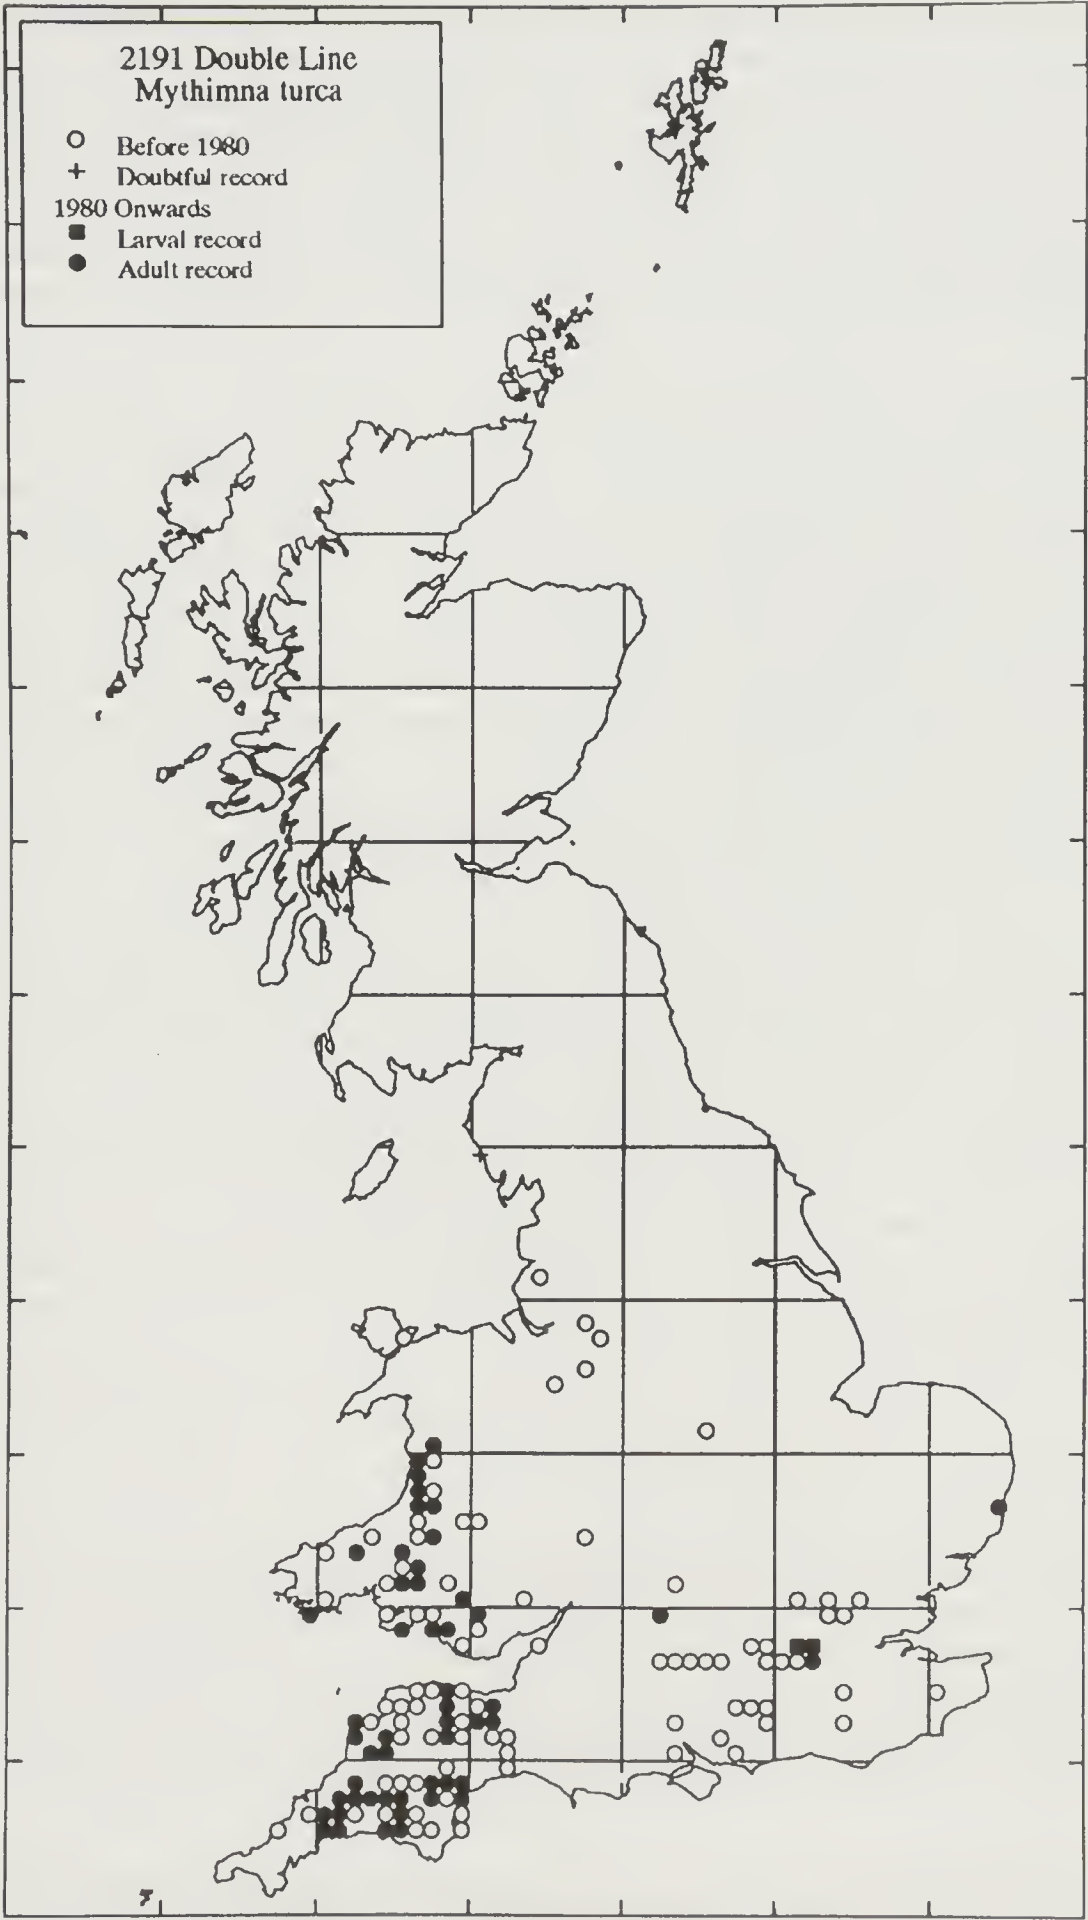 2191 Double Line
Mythimna turca
Before 1980
Doubtful record
1980 Onwards
Larval record
Adult record